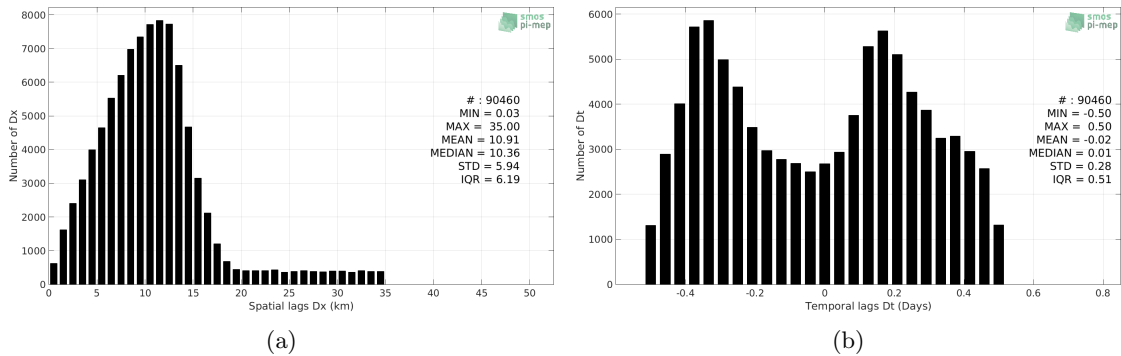 8000
7000
6000
5000
4000
3000
2000
1000
0
Number of Dx
smos
pi-mep
# : 90460
MIN = 0.03
MAX = 35.00
MEAN = 10.91
MEDIAN = 10.36
STD = 5.94
IQR = 6.19
0 5 10 15 20 25 30 35 40 45 50
Spatial lags Dx (km)
(a)
6000
5000
4000
3000
2000
1000
0
Number of Dt
smos
pi-mep
# : 90460
MIN = -0.50
MAX = 0.50
MEAN = -0.02
MEDIAN = 0.01
STD = 0.28
IQR = 0.51
-0.4 -0.2 0 0.2 0.4 0.6 0.8
Temporal lags Dt (Days)
(b)